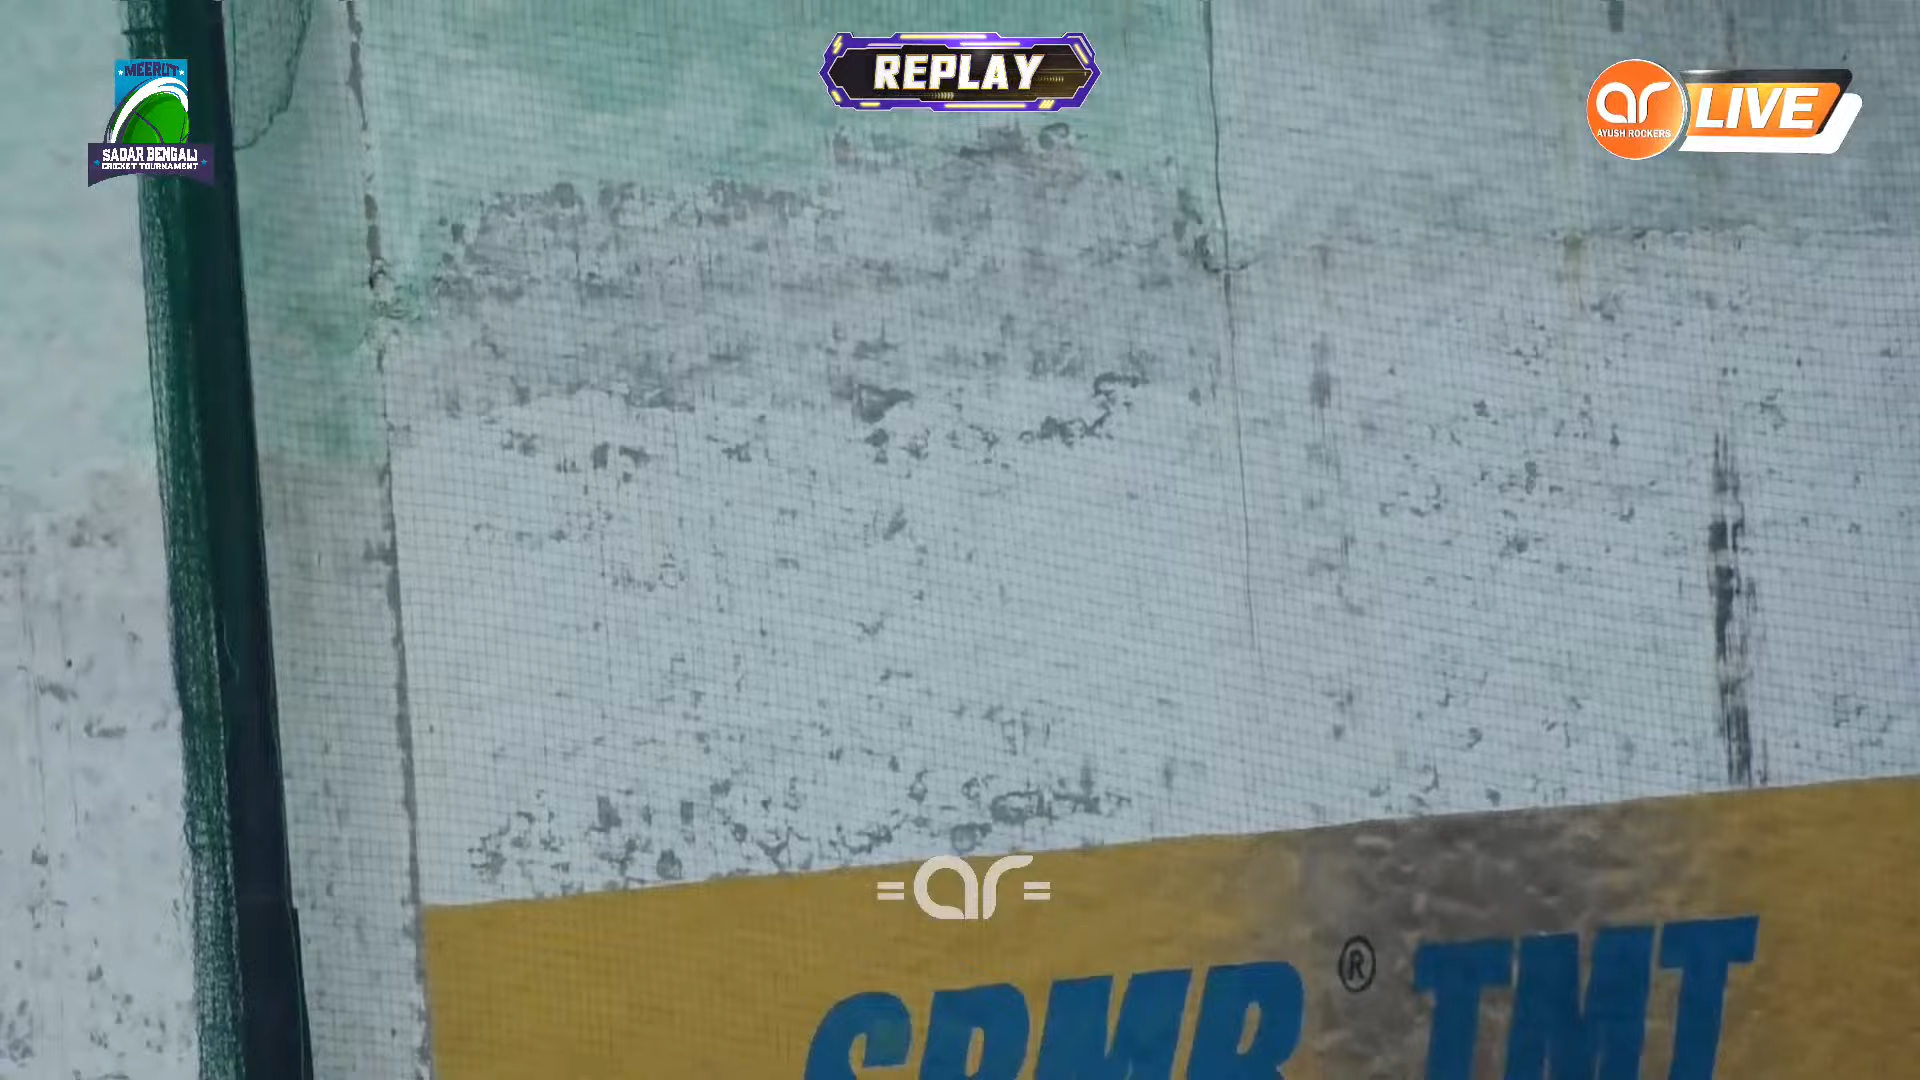 MEERUT
SADAR BENGALI
CRICKET TOURNAMENT
REPLAY
ar
AYUSH ROCKERS
LIVE
ar
® TMT